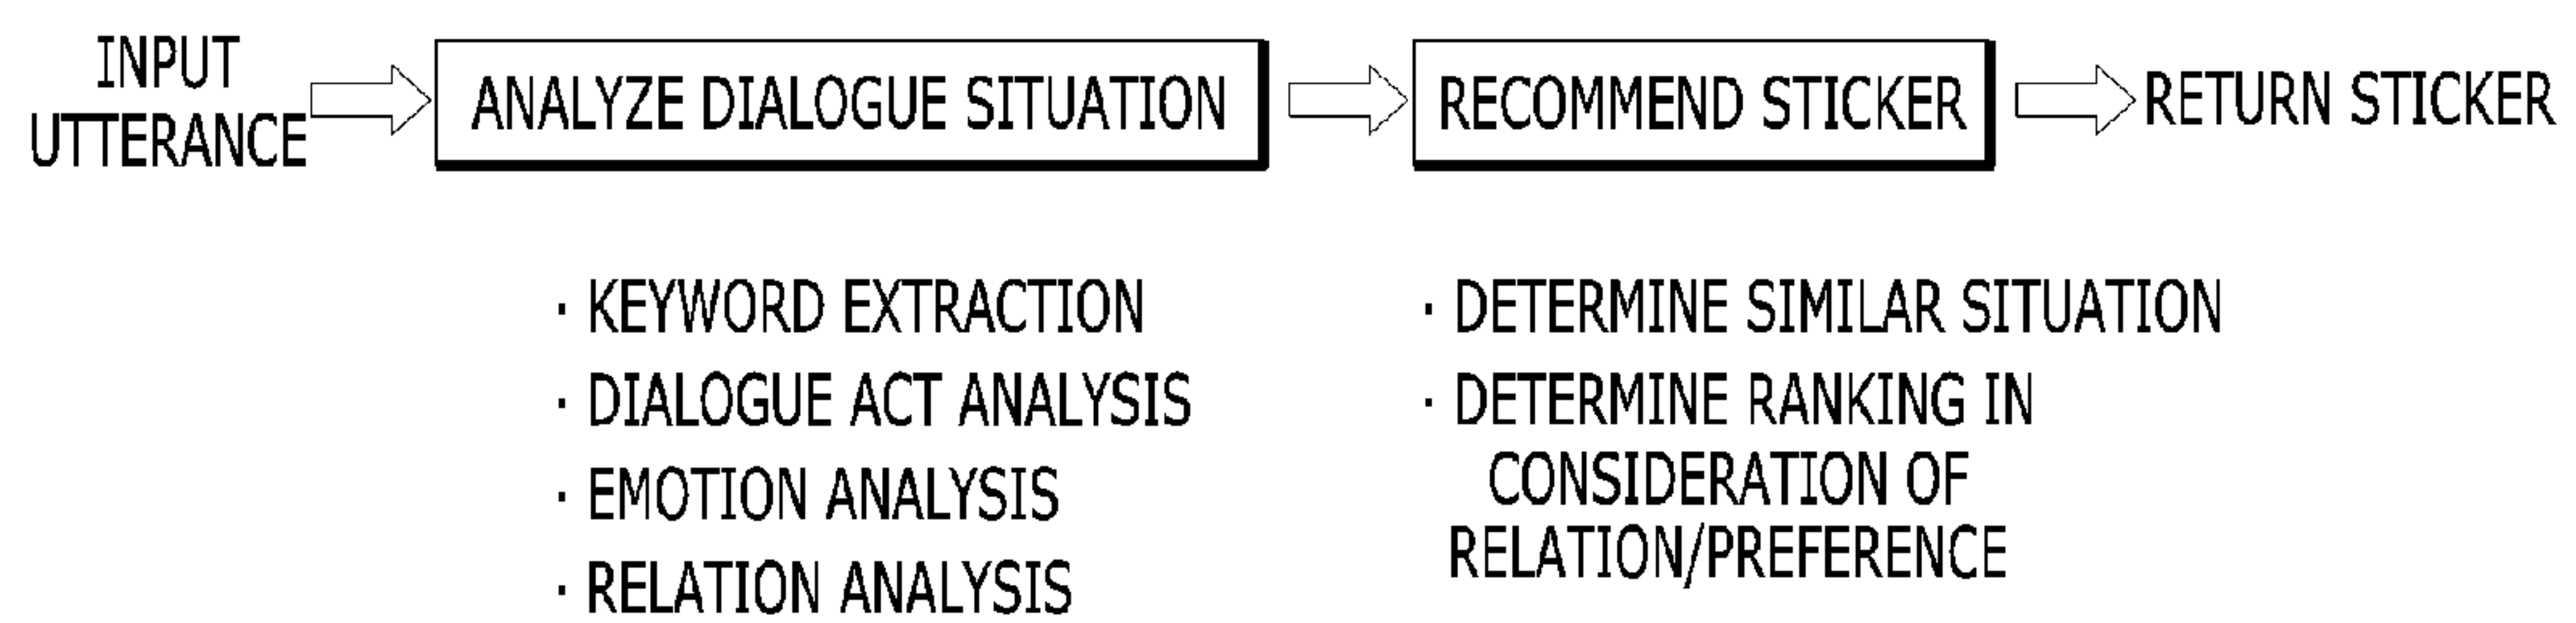 INPUT
UTTERANCE
ANALYZE DIALOGUE SITUATION
RECOMMEND STICKER
RETURN STICKER
· KEYWORD EXTRACTION
· DIALOGUE ACT ANALYSIS
· EMOTION ANALYSIS
· RELATION ANALYSIS
· DETERMINE SIMILAR SITUATION
· DETERMINE RANKING IN
CONSIDERATION OF
RELATION/PREFERENCE